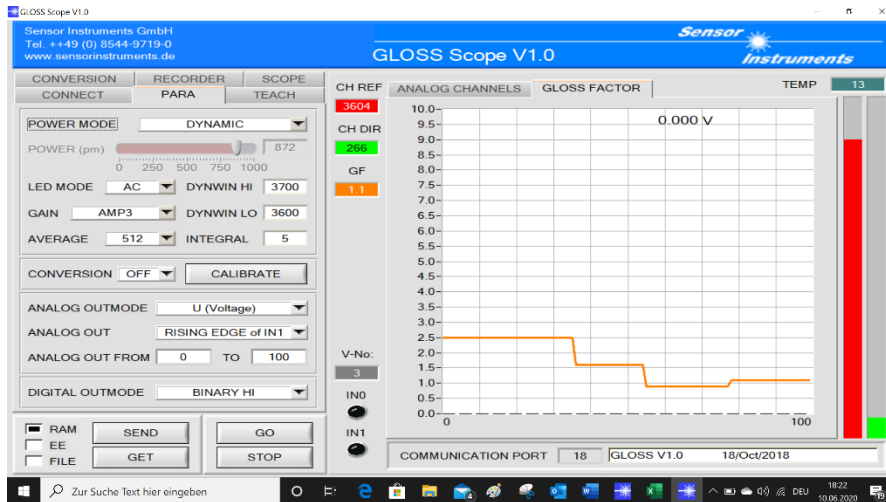 GLOSS Scope V1.0
Sensor Instruments GmbH
Tel. ++49 (0) 8544-9719-0
www.sensorinstruments.de
GLOSS Scope V1.0
Sensor
Instruments
CONVERSION RECORDER SCOPE
CONNECT PARA TEACH
POWER MODE DYNAMIC
POWER (pm) 872
0 250 500 750 1000
LED MODE AC DYNWIN HI 3700
GAIN AMP3 DYNWIN LO 3600
AVERAGE 512 INTEGRAL 5
CONVERSION OFF CALIBRATE
ANALOG OUTMODE U (Voltage)
ANALOG OUT RISING EDGE of IN1
ANALOG OUT FROM 0 TO 100
DIGITAL OUTMODE BINARY HI
RAM
EE
FILE
SEND GO
GET STOP
CH REF
3604
CH DIR
266
GF
1.1
V-No:
3
IN0
IN1
ANALOG CHANNELS GLOSS FACTOR TEMP 13
0.000 V
10.0
9.5
9.0
8.5
8.0
7.5
7.0
6.5
6.0
5.5
5.0
4.5
4.0
3.5
3.0
2.5
2.0
1.5
1.0
0.5
0.0
0 100
COMMUNICATION PORT 18 GLOSS V1.0 18/Oct/2018
Zur Suche Text hier eingeben
DEU
18:22
10.06.2020